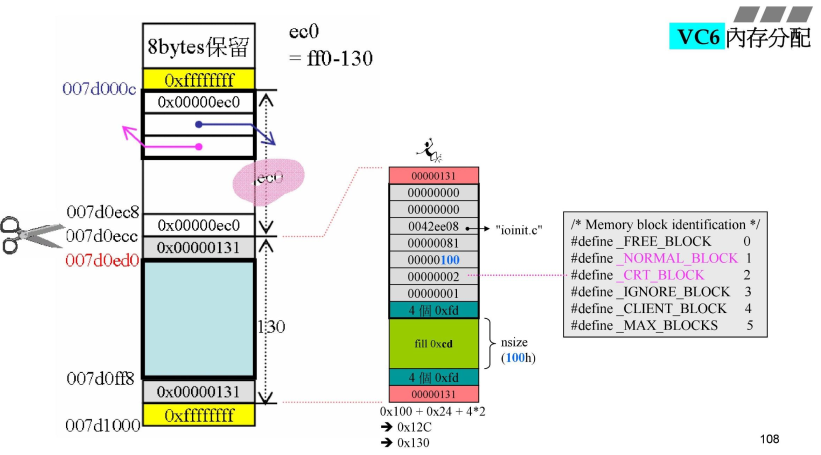 VC6 內存分配
8bytes保留
ec0
= ff0-130
0xffffffff
007d000c
0x00000ec0
ec0
007d0ec8
0x00000ec0
007d0ecc
0x00000131
007d0ed0
130
007d0ff8
0x00000131
0xffffffff
007d1000
00000131
00000000
00000000
0042ee08
"ioinit.c"
00000081
00000100
00000002
00000001
4 個 0xfd
fill 0xcd
nsize
(100h)
4 個 0xfd
00000131
0x100 + 0x24 + 4*2
➔ 0x12C
➔ 0x130
/* Memory block identification */
#define _FREE_BLOCK 0
#define _NORMAL_BLOCK 1
#define _CRT_BLOCK 2
#define _IGNORE_BLOCK 3
#define _CLIENT_BLOCK 4
#define _MAX_BLOCKS 5
108